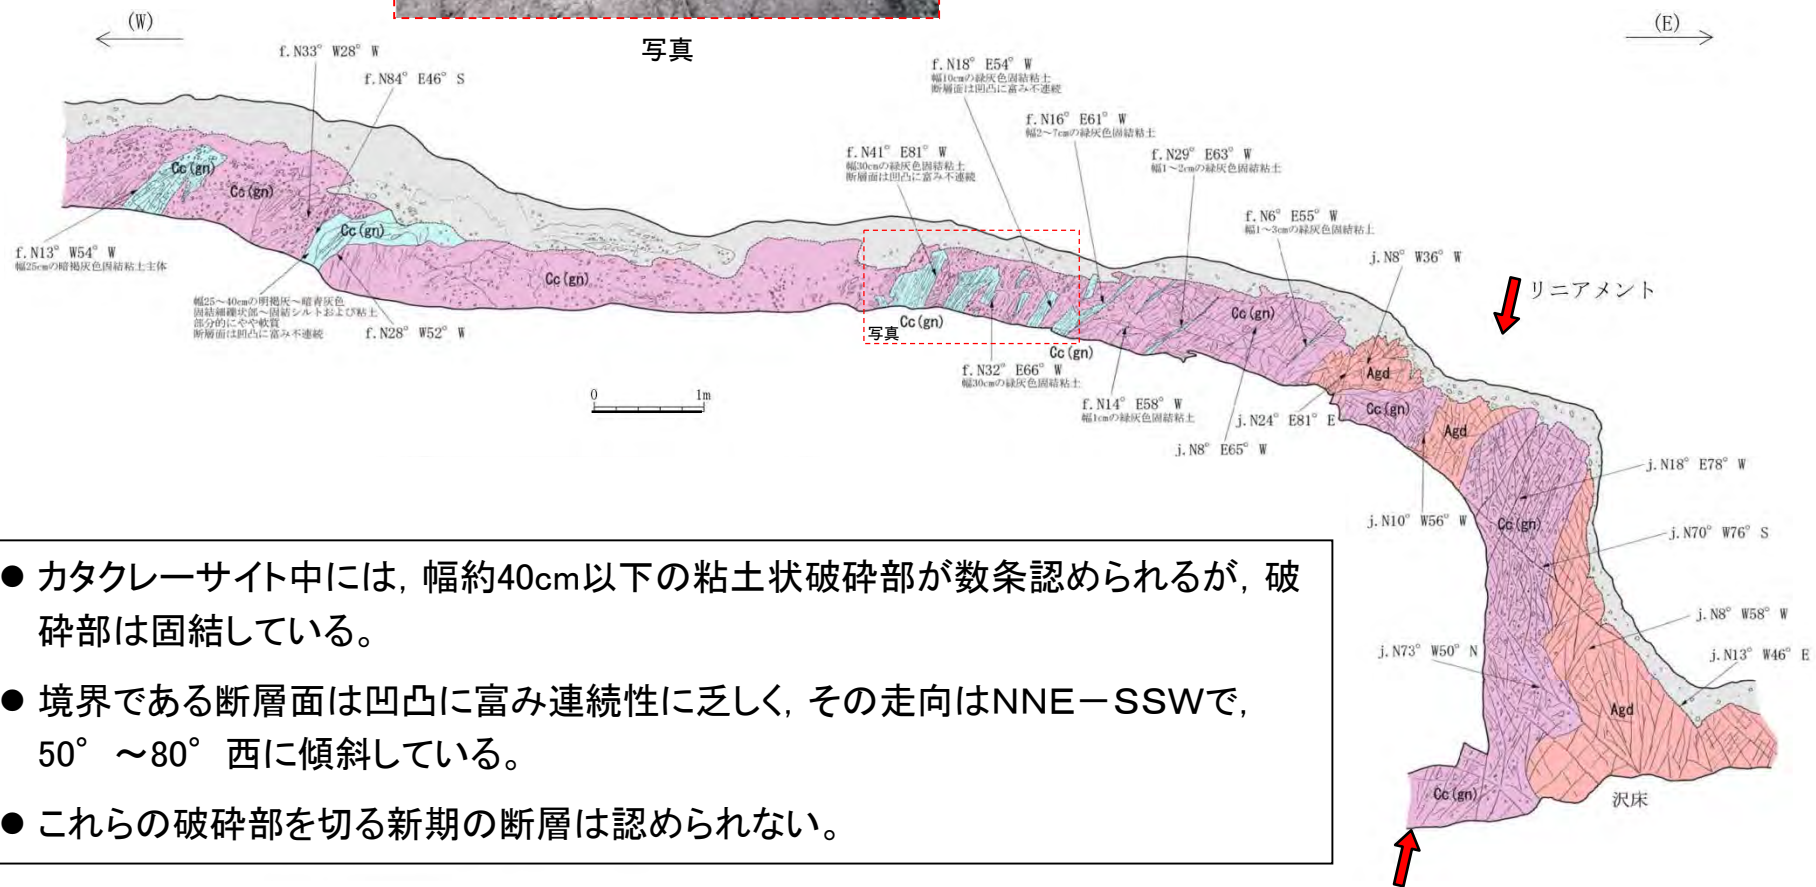 (W)
(E)
写真
f.N33° W28° W
f.N84° E46° S
f.N18° E54° W
幅10cmの緑灰色固結粘土
断層面は凹凸に富み不連続
f.N16° E61° W
幅2～7cmの緑灰色固結粘土
f.N41° E81° W
幅30cmの緑灰色固結粘土
断層面は凹凸に富み不連続
f.N29° E63° W
幅1～2cmの緑灰色固結粘土
f.N6° E55° W
幅1～3cmの緑灰色固結粘土
j.N8° W36° W
リニアメント
Cc(gn)
Cc(gn)
Cc(gn)
f.N13° W54° W
幅25cmの暗褐灰色固結粘土主体
幅25～40cmの明褐灰～暗青灰色
固結細礫状部～固結シルトおよび粘土
部分的にやや軟質
断層面は凹凸に富み不連続
f.N28° W52° W
Cc(gn)
Cc(gn)
写真
Cc(gn)
Cc(gn)
f.N32° E66° W
幅30cmの緑灰色固結粘土
f.N14° E58° W
幅1cmの緑灰色固結粘土
0 1m
Agd
Cc(gn)
j.N24° E81° E
Agd
j.N8° E65° W
j.N18° E78° W
j.N10° W56° W
Cc(gn)
j.N70° W76° S
j.N8° W58° W
j.N73° W50° N
j.N13° W46° E
Agd
Cc(gn)
沢床
● カタクレーサイト中には, 幅約40cm以下の粘土状破砕部が数条認められるが, 破
砕部は固結している。
● 境界である断層面は凹凸に富み連続性に乏しく, その走向はNNE－SSWで,
50° ～80° 西に傾斜している。
● これらの破砕部を切る新期の断層は認められない。